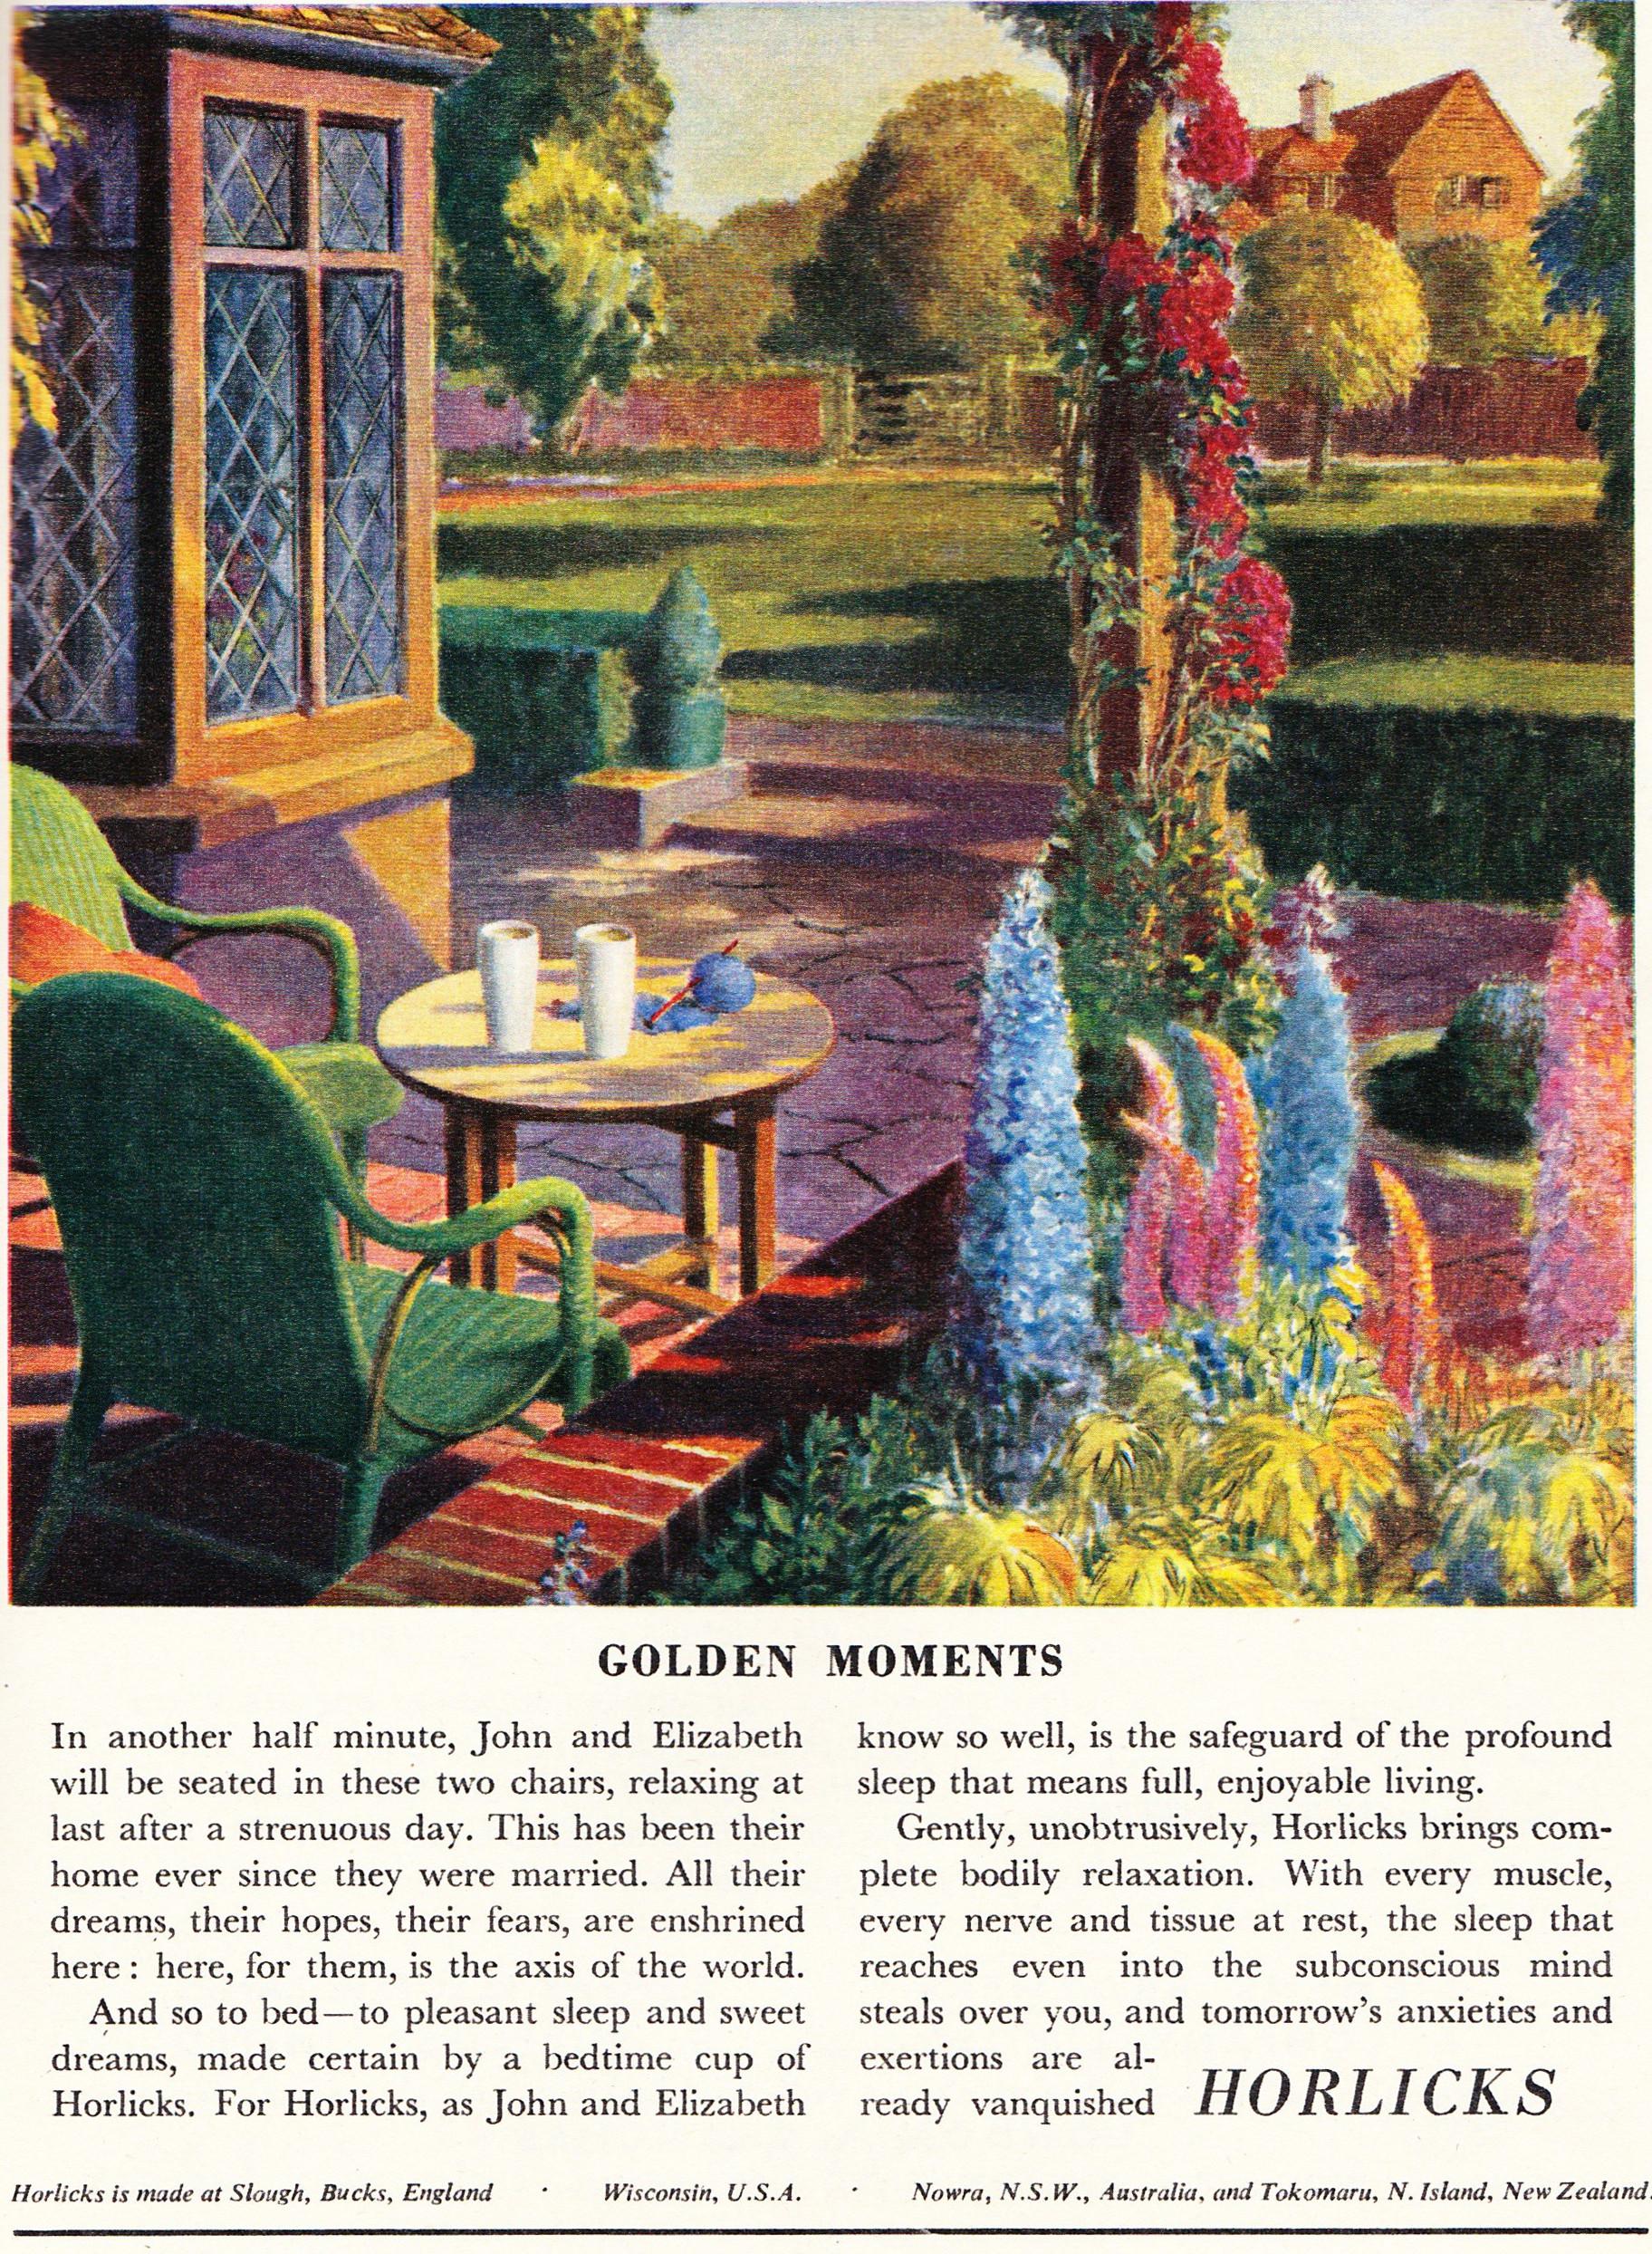 GOLDEN MOMENTS
In another half minute, John and Elizabeth
will be seated in these two chairs, relaxing at
last after a strenuous day. This has been their
home ever since they were married. All their
dreams, their hopes, their fears, are enshrined
here: here, for them, is the axis of the world.
And so to bed—to pleasant sleep and sweet
dreams, made certain by a bedtime cup of
Horlicks. For Horlicks, as John and Elizabeth
know so well, is the safeguard of the profound
sleep that means full, enjoyable living.
Gently, unobtrusively, Horlicks brings com-
plete bodily relaxation. With every muscle,
every nerve and tissue at rest, the sleep that
reaches even into the subconscious mind
steals over you, and tomorrow's anxieties and
exertions are al-
ready vanquished
HORLICKS
Horlicks is made at Slough, Bucks, England · Wisconsin, U.S.A. · Nowra, N.S.W., Australia, and Tokomaru, N. Island, New Zealand.